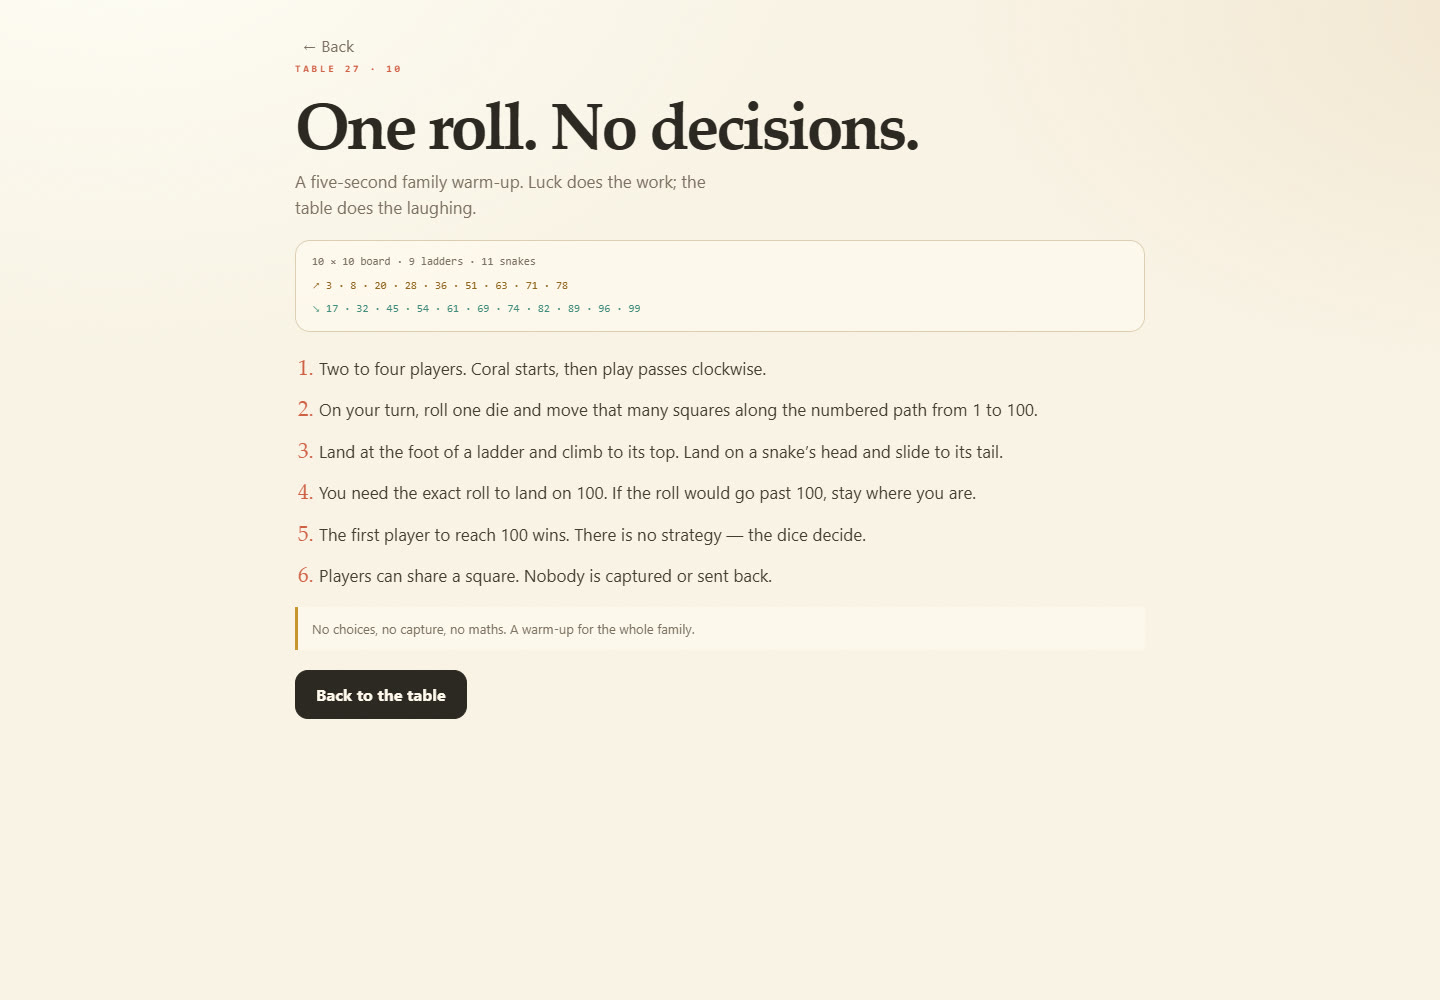 ← Back
TABLE 27 · 10
One roll. No decisions.
A five-second family warm-up. Luck does the work; the
table does the laughing.
10 × 10 board · 9 ladders · 11 snakes
↗ 3 · 8 · 20 · 28 · 36 · 51 · 63 · 71 · 78
↘ 17 · 32 · 45 · 54 · 61 · 69 · 74 · 82 · 89 · 96 · 99
1. Two to four players. Coral starts, then play passes clockwise.
2. On your turn, roll one die and move that many squares along the numbered path from 1 to 100.
3. Land at the foot of a ladder and climb to its top. Land on a snake’s head and slide to its tail.
4. You need the exact roll to land on 100. If the roll would go past 100, stay where you are.
5. The first player to reach 100 wins. There is no strategy — the dice decide.
6. Players can share a square. Nobody is captured or sent back.
No choices, no capture, no maths. A warm-up for the whole family.
Back to the table